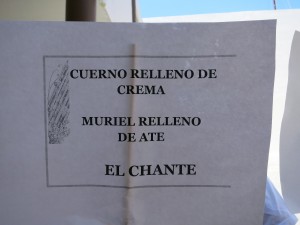 CUERNO RELLENO DE
CREMA
MURIEL RELLENO
DE ATE
EL CHANTE